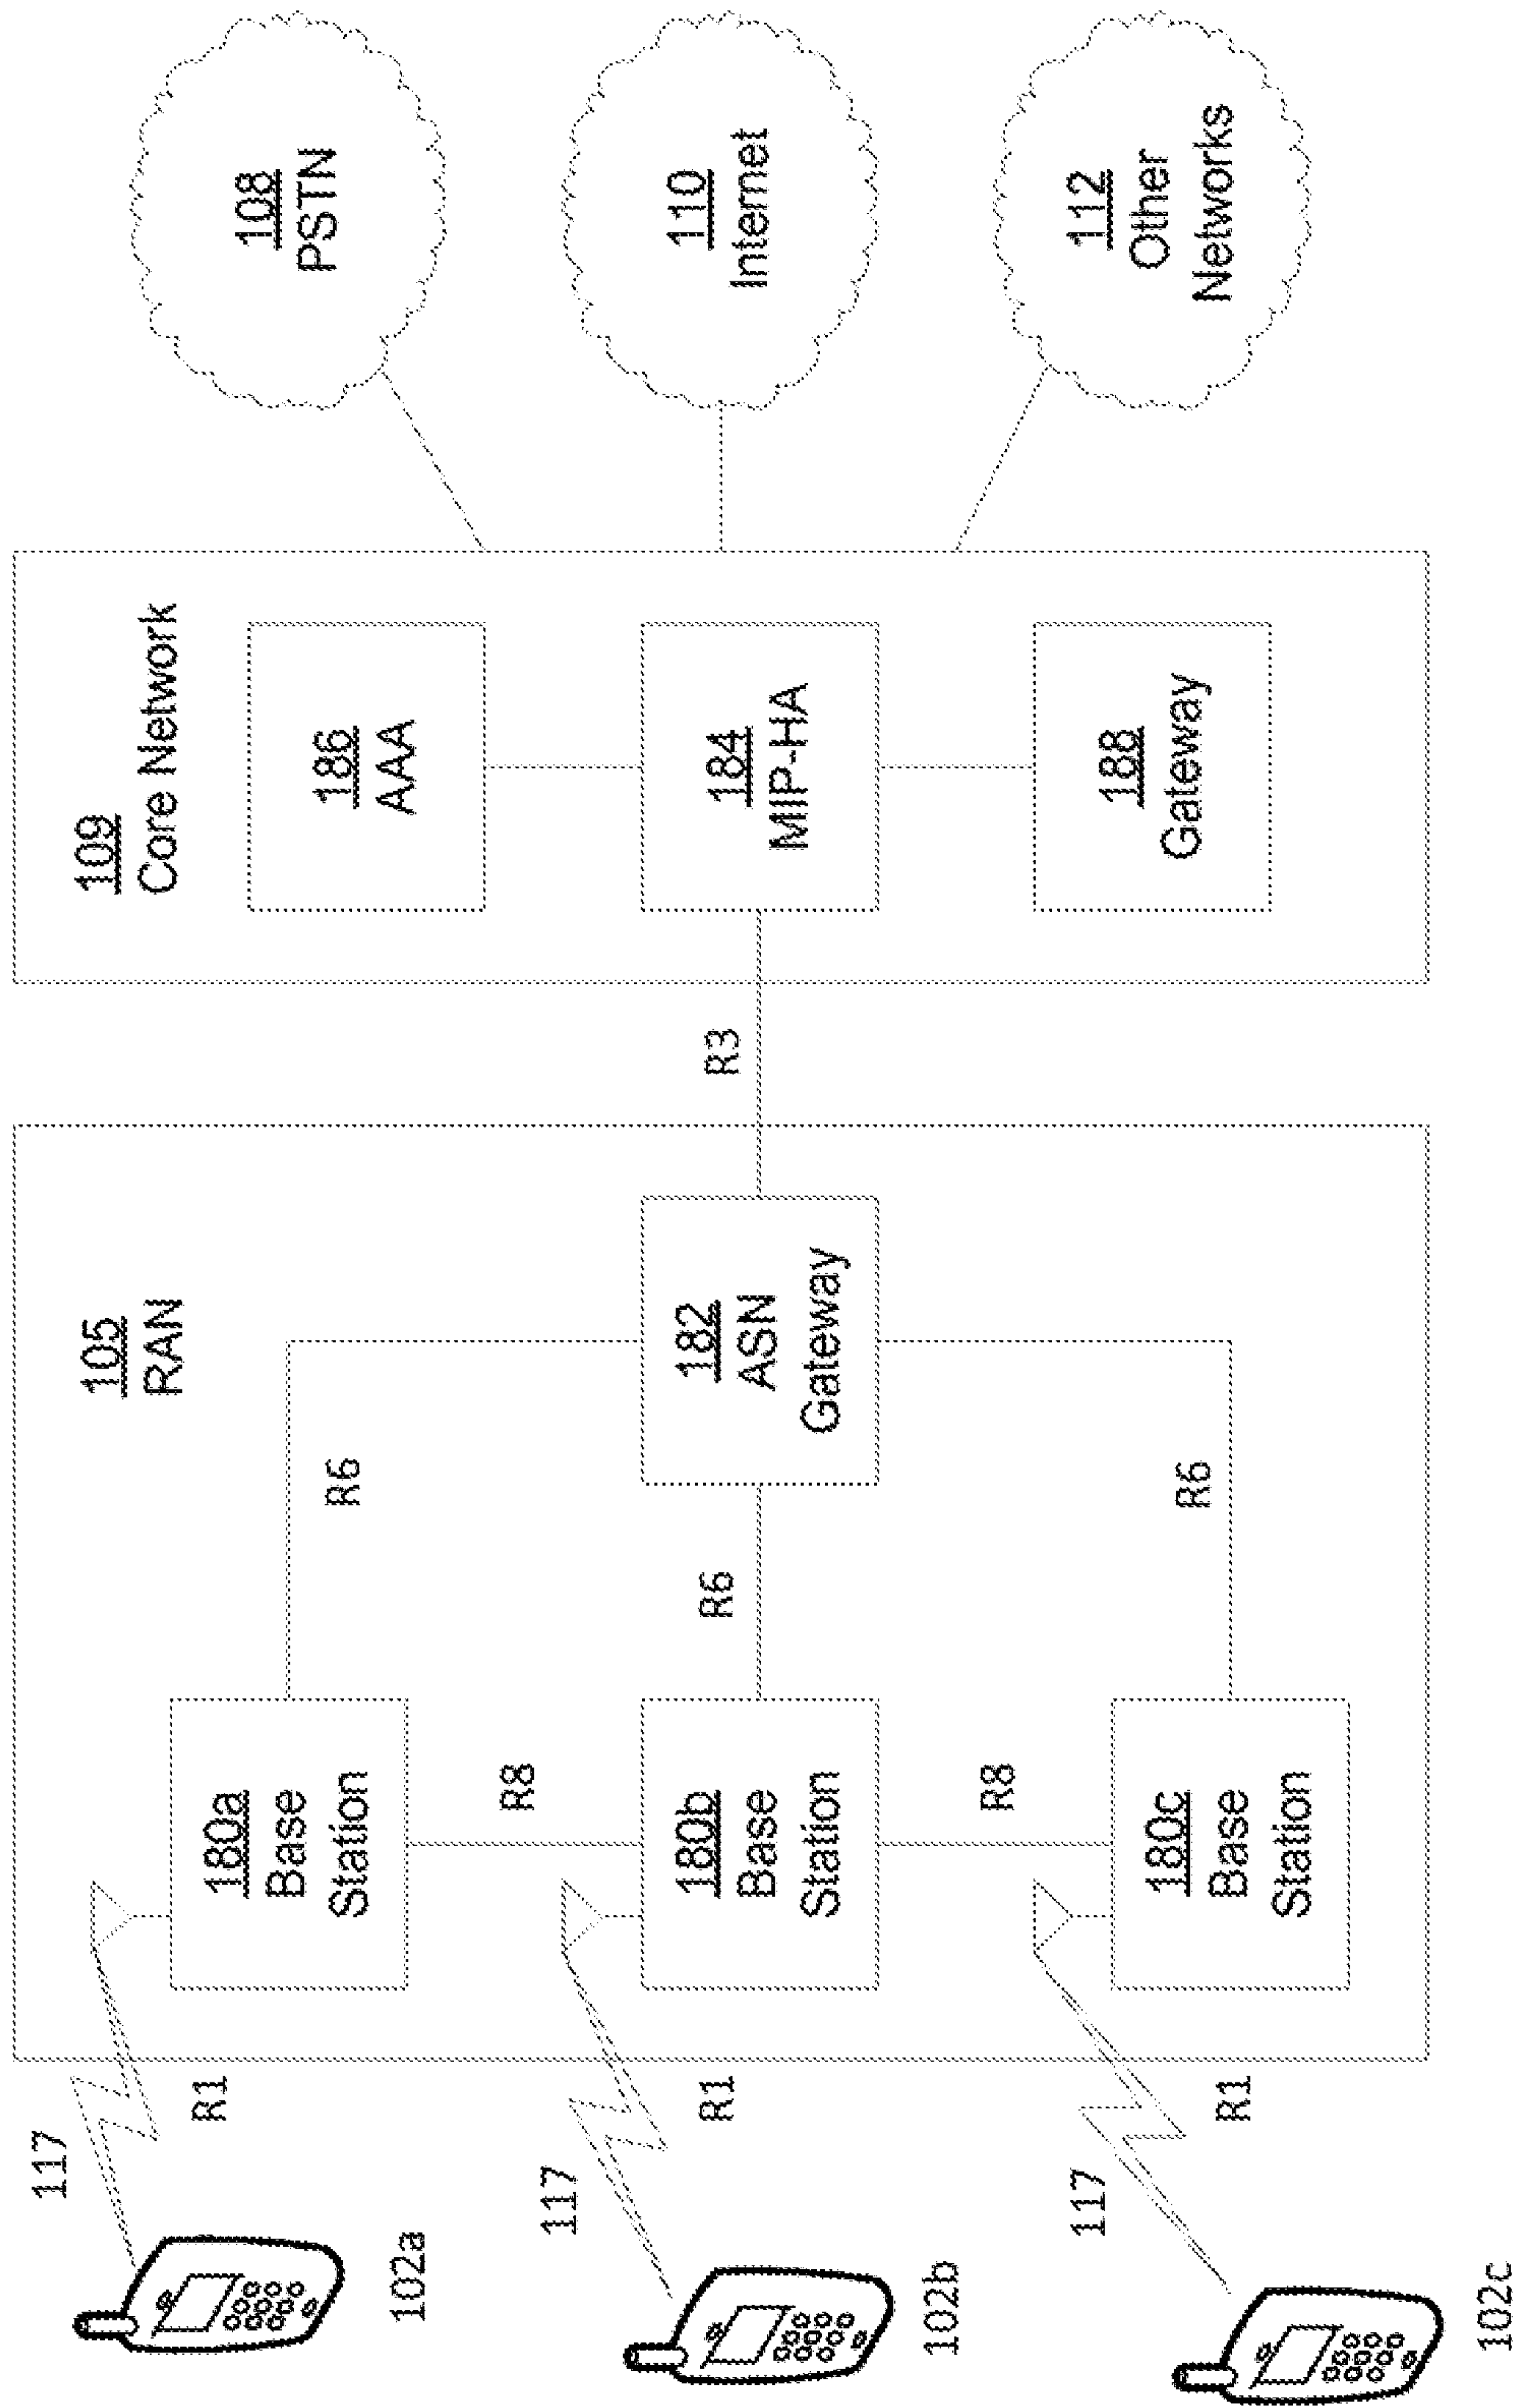 117
R1
102a
117
R1
102b
117
R1
102c
105
RAN
180a
Base
Station
R8
180b
Base
Station
R8
180c
Base
Station
R6
R6
R6
182
ASN
Gateway
R3
109
Core Network
186
AAA
184
MIP-HA
188
Gateway
108
PSTN
110
Internet
112
Other
Networks